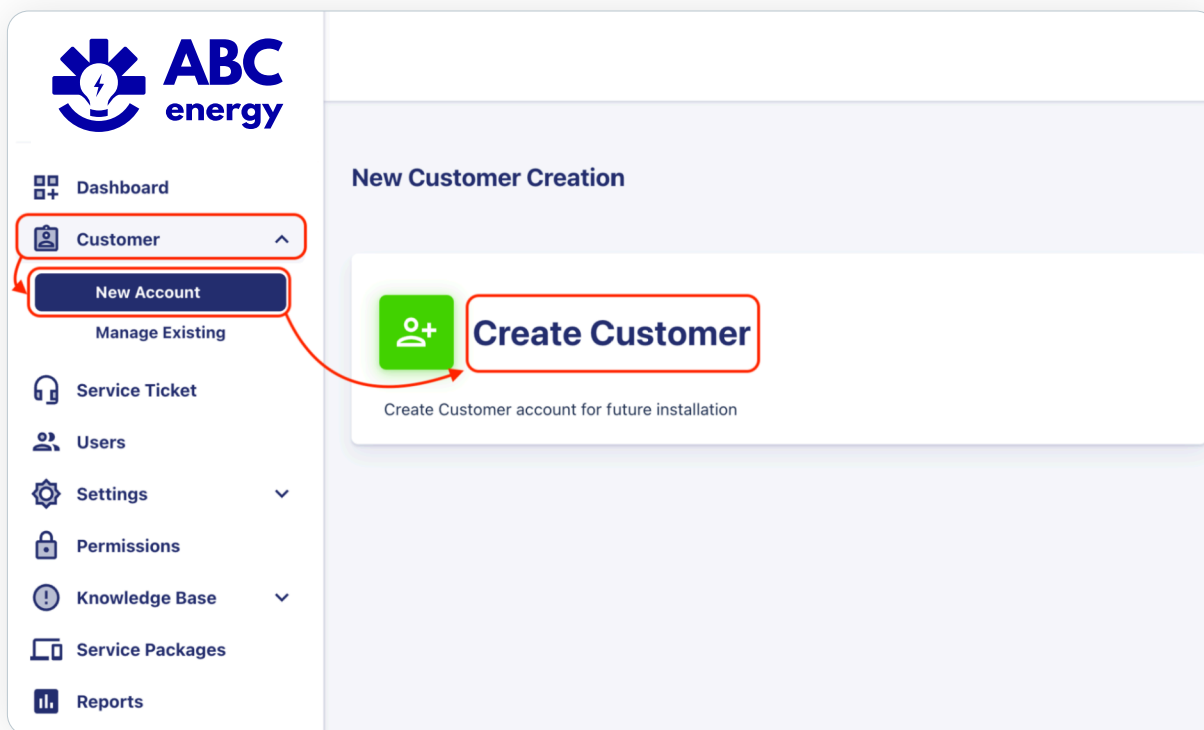 ABC
energy
Dashboard
Customer
New Account
Manage Existing
Service Ticket
Users
Settings
Permissions
Knowledge Base
Service Packages
Reports
New Customer Creation
Create Customer
Create Customer account for future installation